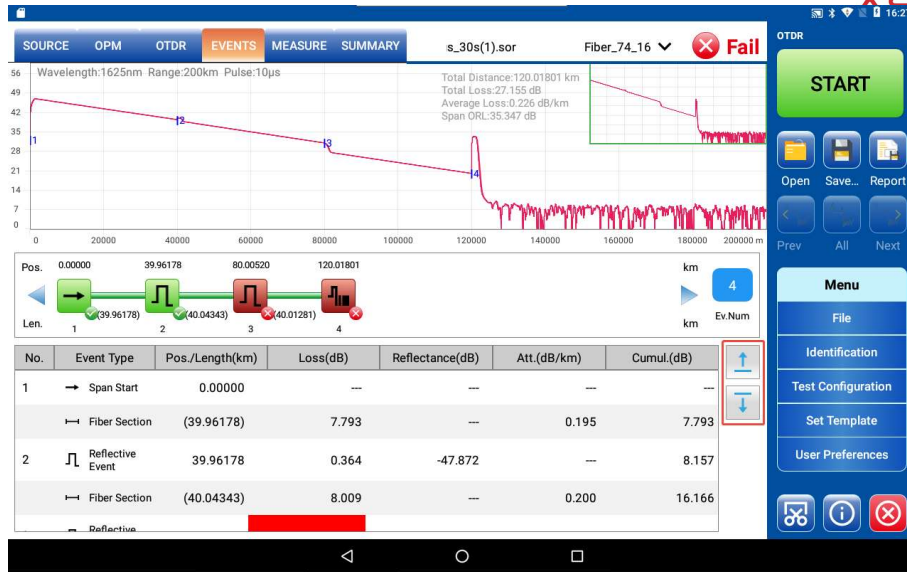 16:27
SOURCE OPM OTDR EVENTS MEASURE SUMMARY s_30s(1).sor Fiber_74_16 Fail
OTDR
START
Open Save... Report
Prev All Next
Menu
File
Identification
Test Configuration
Set Template
User Preferences
Wavelength:1625nm Range:200km Pulse:10µs
Total Distance:120.01801 km
Total Loss:27.155 dB
Average Loss:0.226 dB/km
Span ORL:35.347 dB
56
49
42
35
28
21
14
7
0
1
2
3
4
0 20000 40000 60000 80000 100000 120000 140000 160000 180000 200000 m
Pos. 0.00000 39.96178 80.00520 120.01801 km
(39.96178) (40.04343) (40.01281)
Len. 1 2 3 4 km
4
Ev.Num
No. Event Type Pos./Length(km) Loss(dB) Reflectance(dB) Att.(dB/km) Cumul.(dB)
1 Span Start 0.00000 --- --- --- ---
Fiber Section (39.96178) 7.793 --- 0.195 7.793
2 Reflective Event 39.96178 0.364 -47.872 --- 8.157
Fiber Section (40.04343) 8.009 --- 0.200 16.166
Reflective